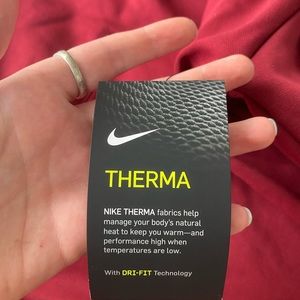 THERMA
NIKE THERMA fabrics help
manage your body's natural
heat to keep you warm—and
performance high when
temperatures are low.
With DRI-FIT Technology